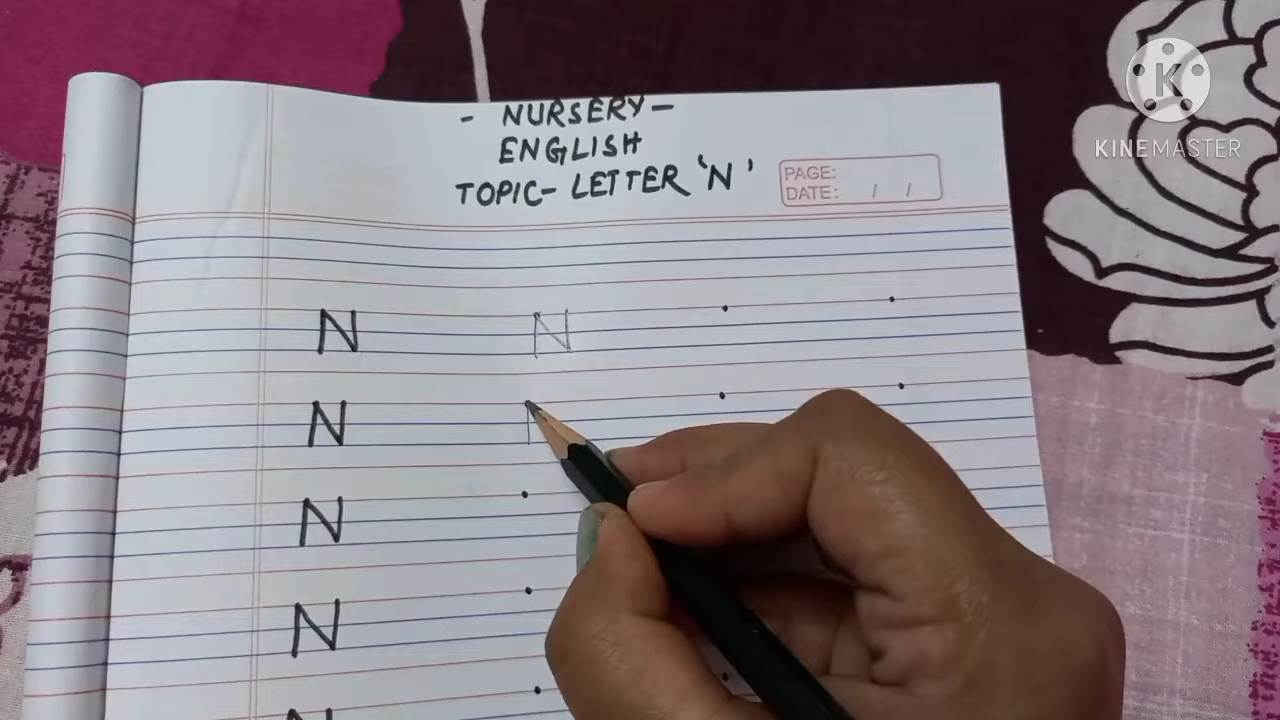 - NURSERY -
ENGLISH
TOPIC- LETTER 'N'
PAGE:
DATE: / /
K
KINEMASTER
N N
N
N
N
N